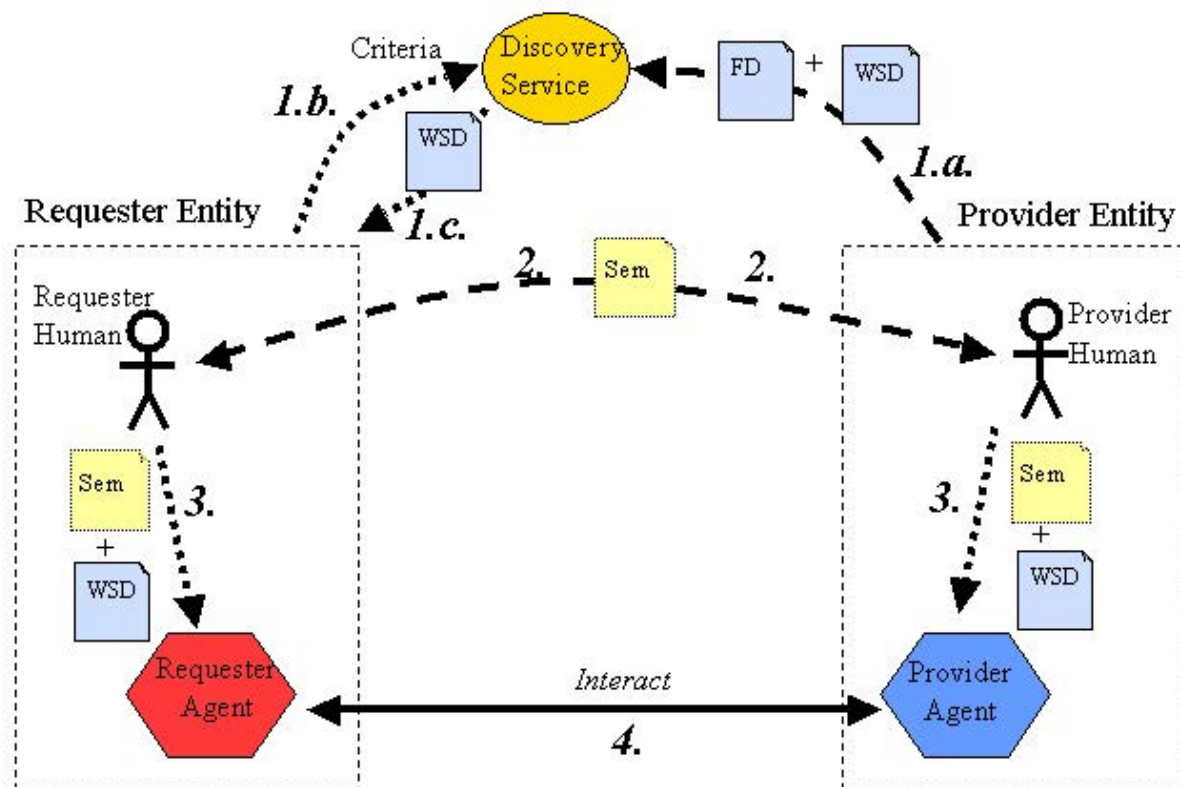 Criteria
Discovery
Service
FD
+
WSD
1.b.
WSD
1.a.
1.c.
Requester Entity
Provider Entity
2.
Sem
2.
Requester
Human
Provider
Human
Sem
+
WSD
3.
3.
Sem
+
WSD
Requester
Agent
Interact
4.
Provider
Agent